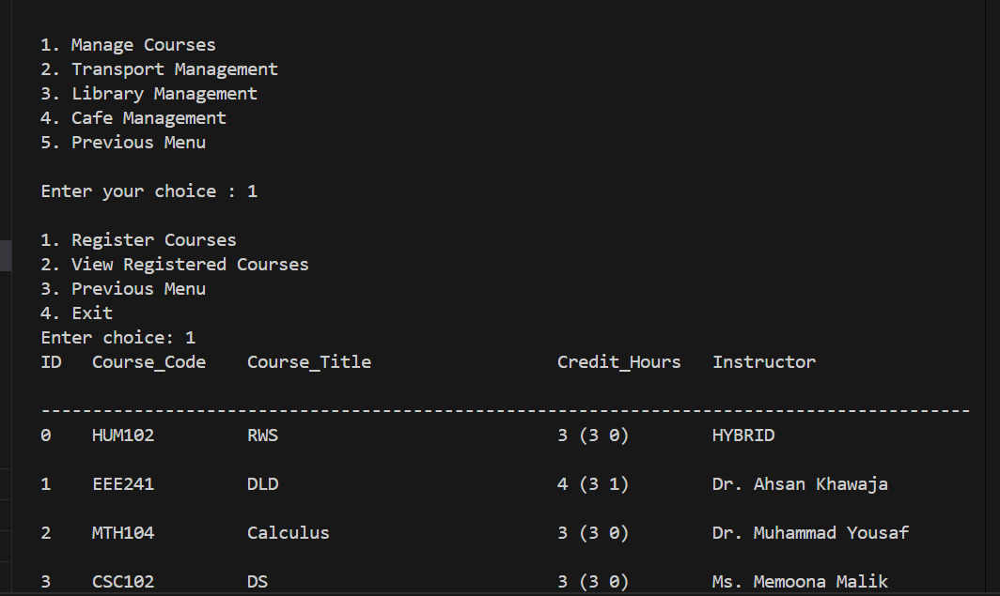 1. Manage Courses
2. Transport Management
3. Library Management
4. Cafe Management
5. Previous Menu
Enter your choice : 1
1. Register Courses
2. View Registered Courses
3. Previous Menu
4. Exit
Enter choice: 1
ID Course_Code Course_Title Credit_Hours Instructor
------------------------------------------------------------------------------------------
0 HUM102 RWS 3 (3 0) HYBRID
1 EEE241 DLD 4 (3 1) Dr. Ahsan Khawaja
2 MTH104 Calculus 3 (3 0) Dr. Muhammad Yousaf
3 CSC102 DS 3 (3 0) Ms. Memoona Malik